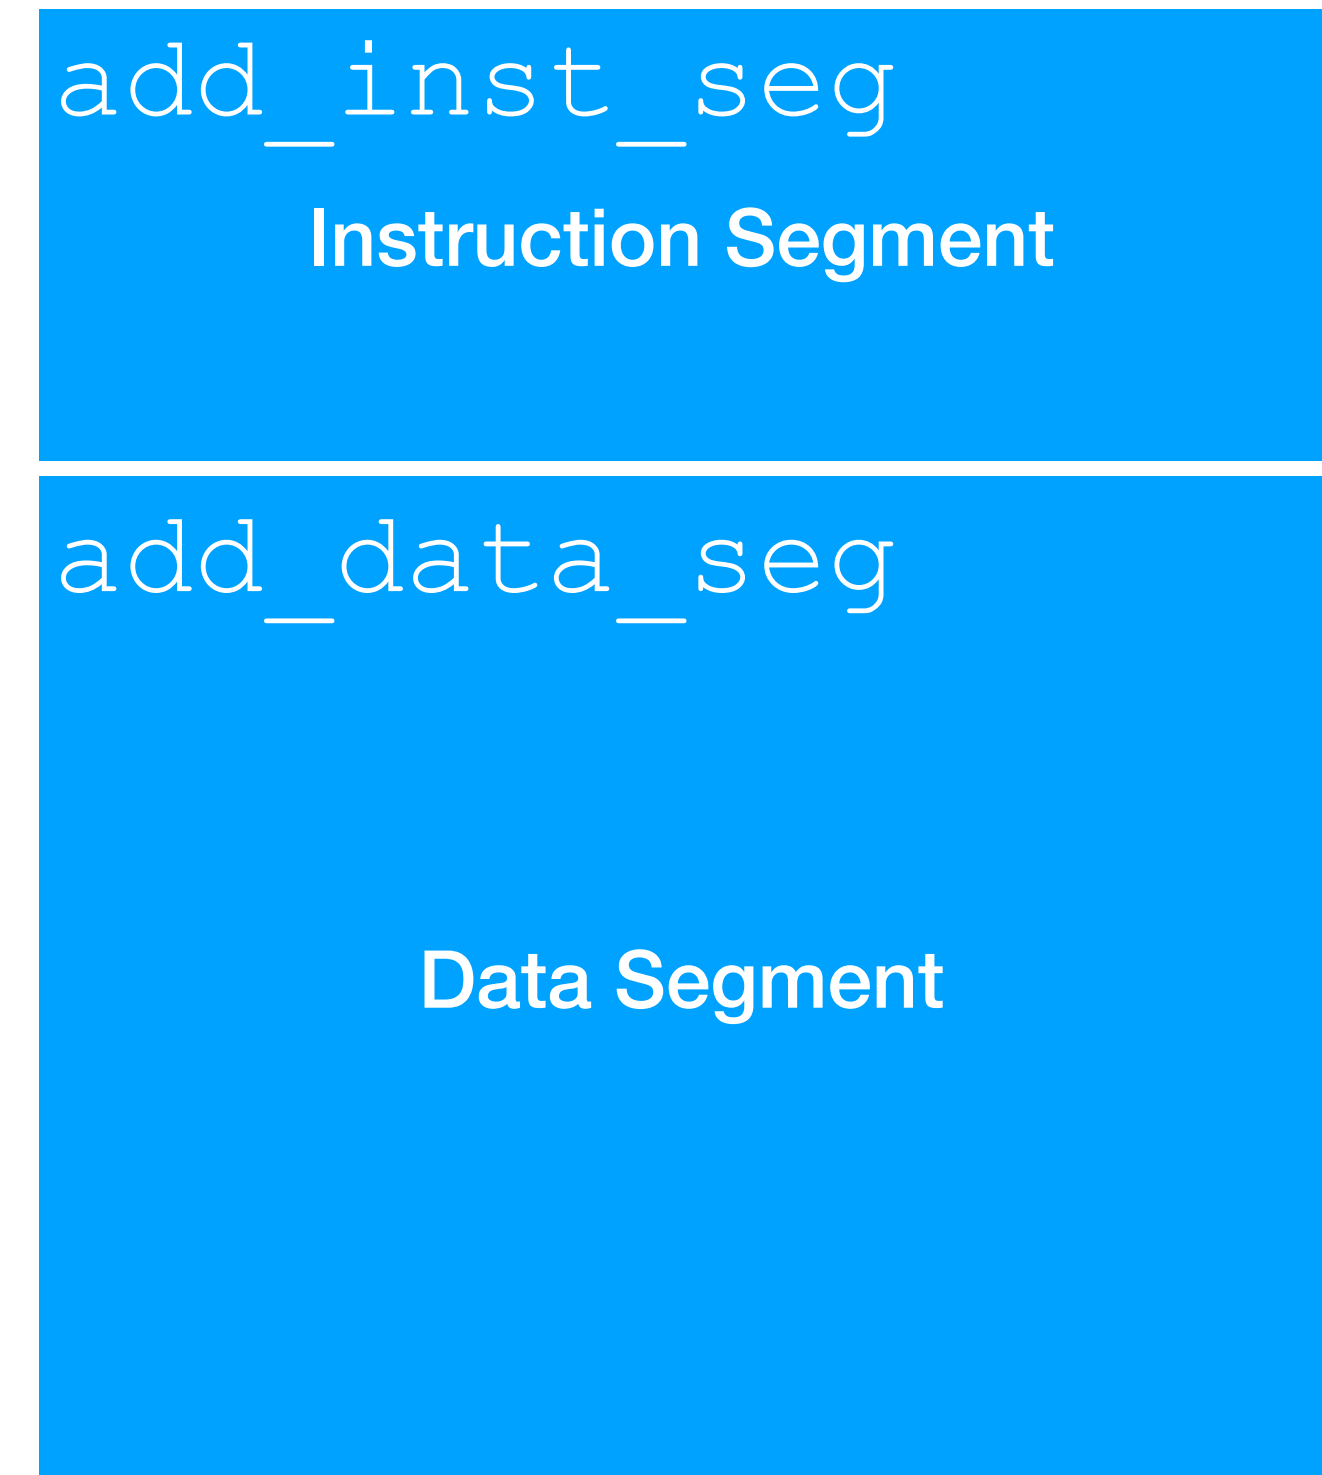 add_inst_seg
Instruction Segment
add_data_seg
Data Segment